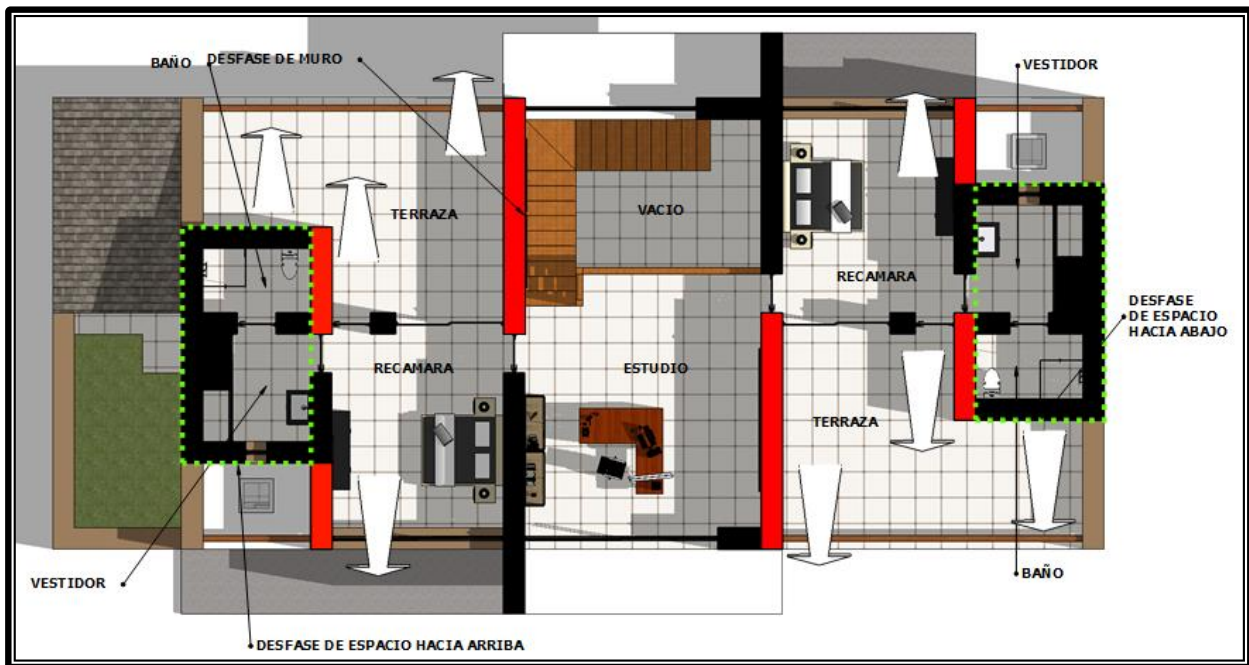 BAÑO
DESFASE DE MURO
VESTIDOR
TERRAZA
VACIO
RECAMARA
DESFASE
DE ESPACIO
HACIA ABAJO
RECAMARA
ESTUDIO
TERRAZA
VESTIDOR
BAÑO
DESFASE DE ESPACIO HACIA ARRIBA